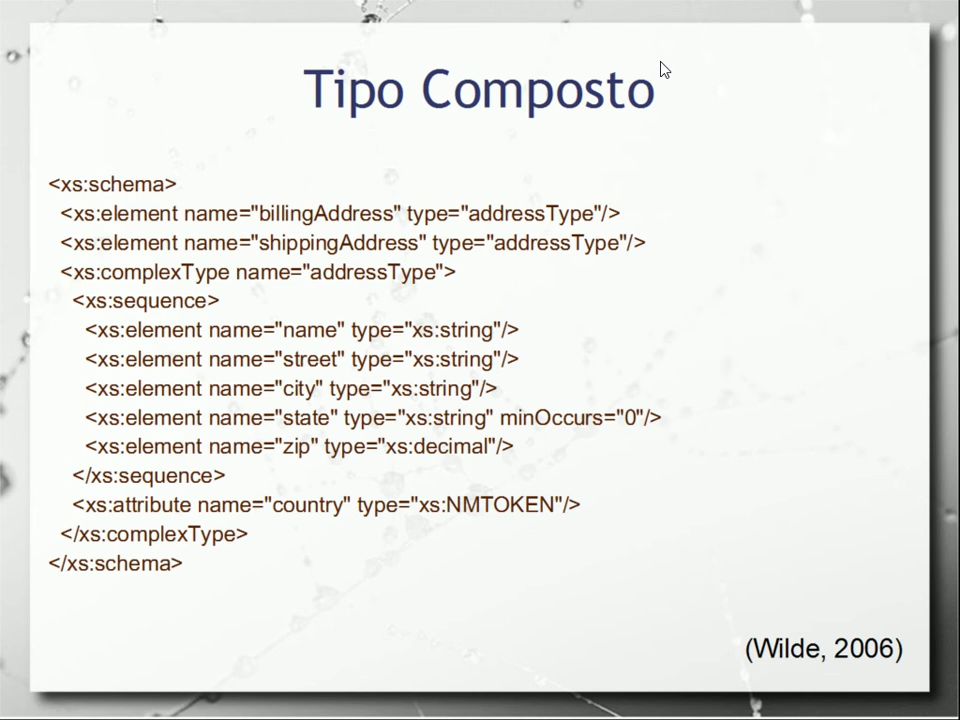 Tipo Composto
<xs:schema>
<xs:element name="billingAddress" type="addressType"/>
<xs:element name="shippingAddress" type="addressType"/>
<xs:complexType name="addressType">
<xs:sequence>
<xs:element name="name" type="xs:string"/>
<xs:element name="street" type="xs:string"/>
<xs:element name="city" type="xs:string"/>
<xs:element name="state" type="xs:string" minOccurs="0"/>
<xs:element name="zip" type="xs:decimal"/>
</xs:sequence>
<xs:attribute name="country" type="xs:NMTOKEN"/>
</xs:complexType>
</xs:schema>
(Wilde, 2006)